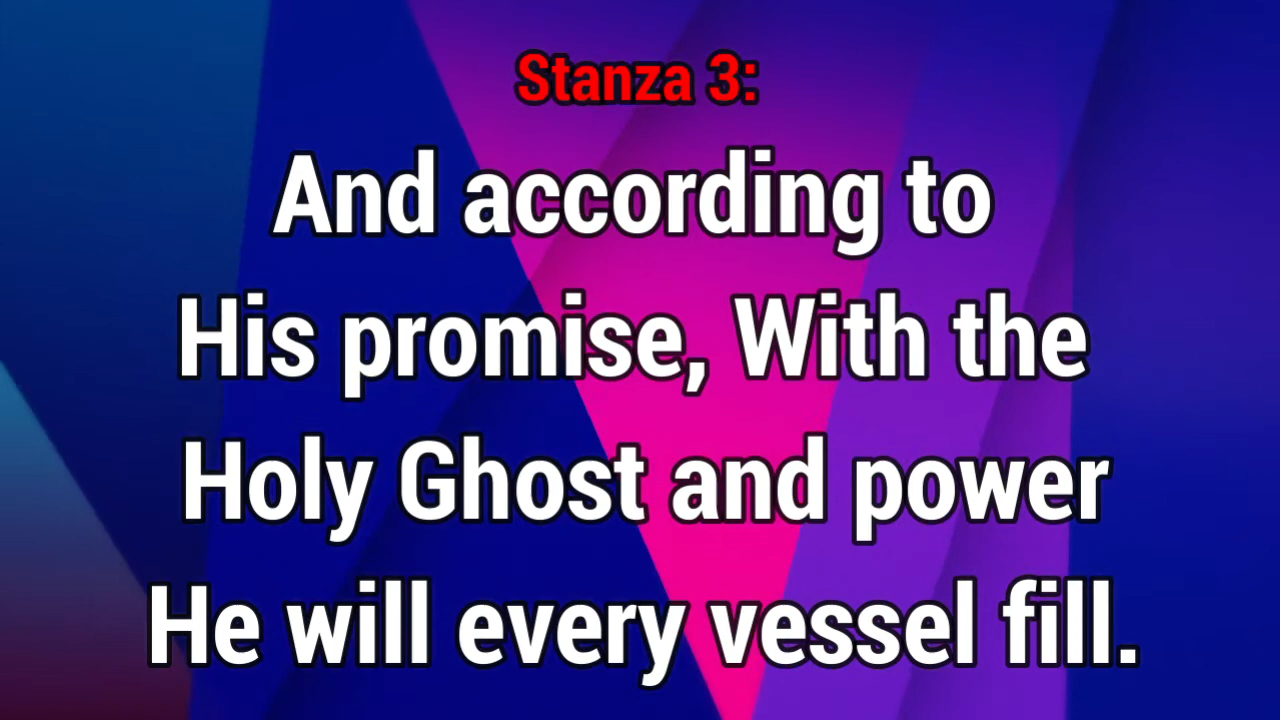 Stanza 3:
And according to
His promise, With the
Holy Ghost and power
He will every vessel fill.